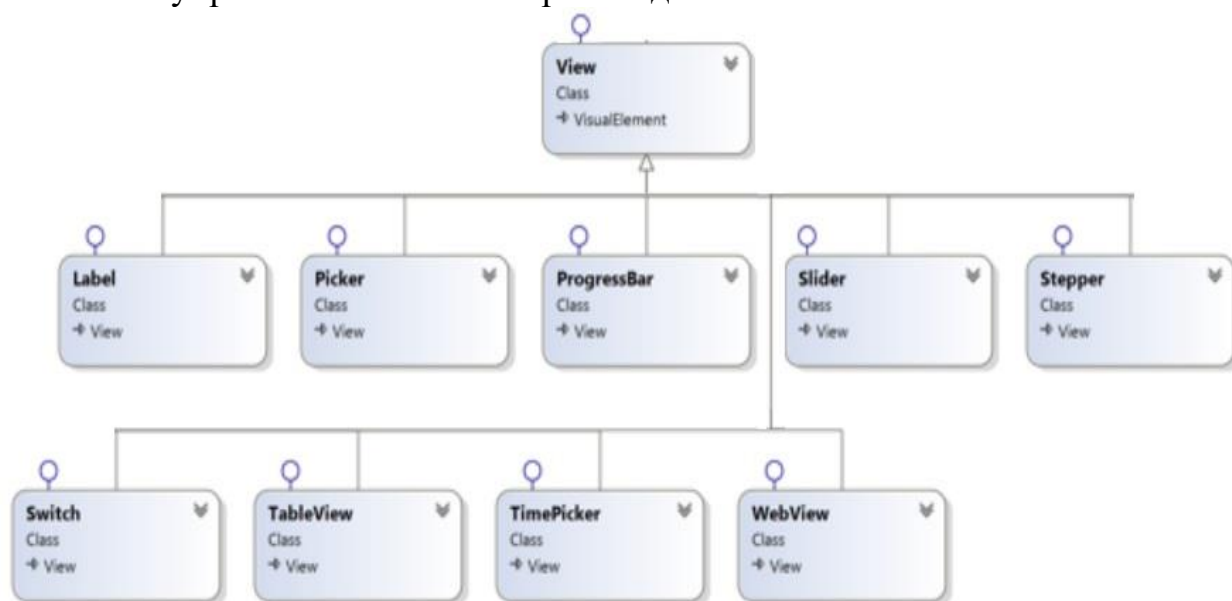 View
Class
VisualElement
Label
Class
View
Picker
Class
View
ProgressBar
Class
View
Slider
Class
View
Stepper
Class
View
Switch
Class
View
TableView
Class
View
TimePicker
Class
View
WebView
Class
View